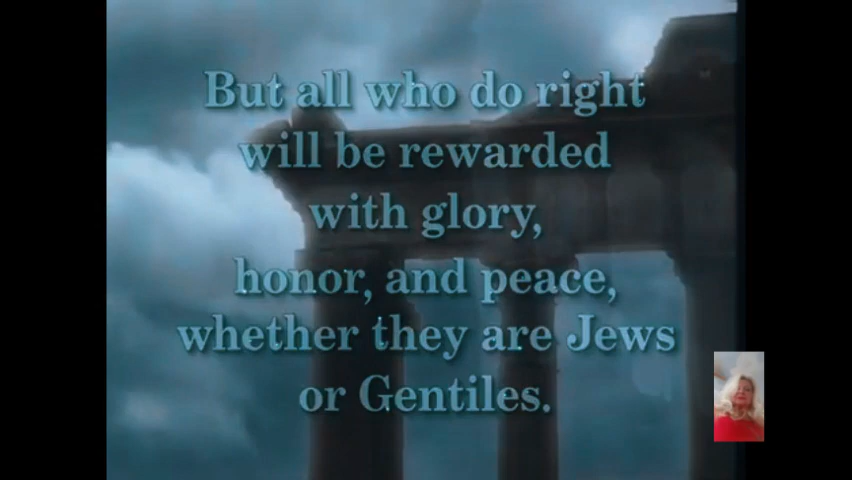 But all who do right
will be rewarded
with glory,
honor, and peace,
whether they are Jews
or Gentiles.